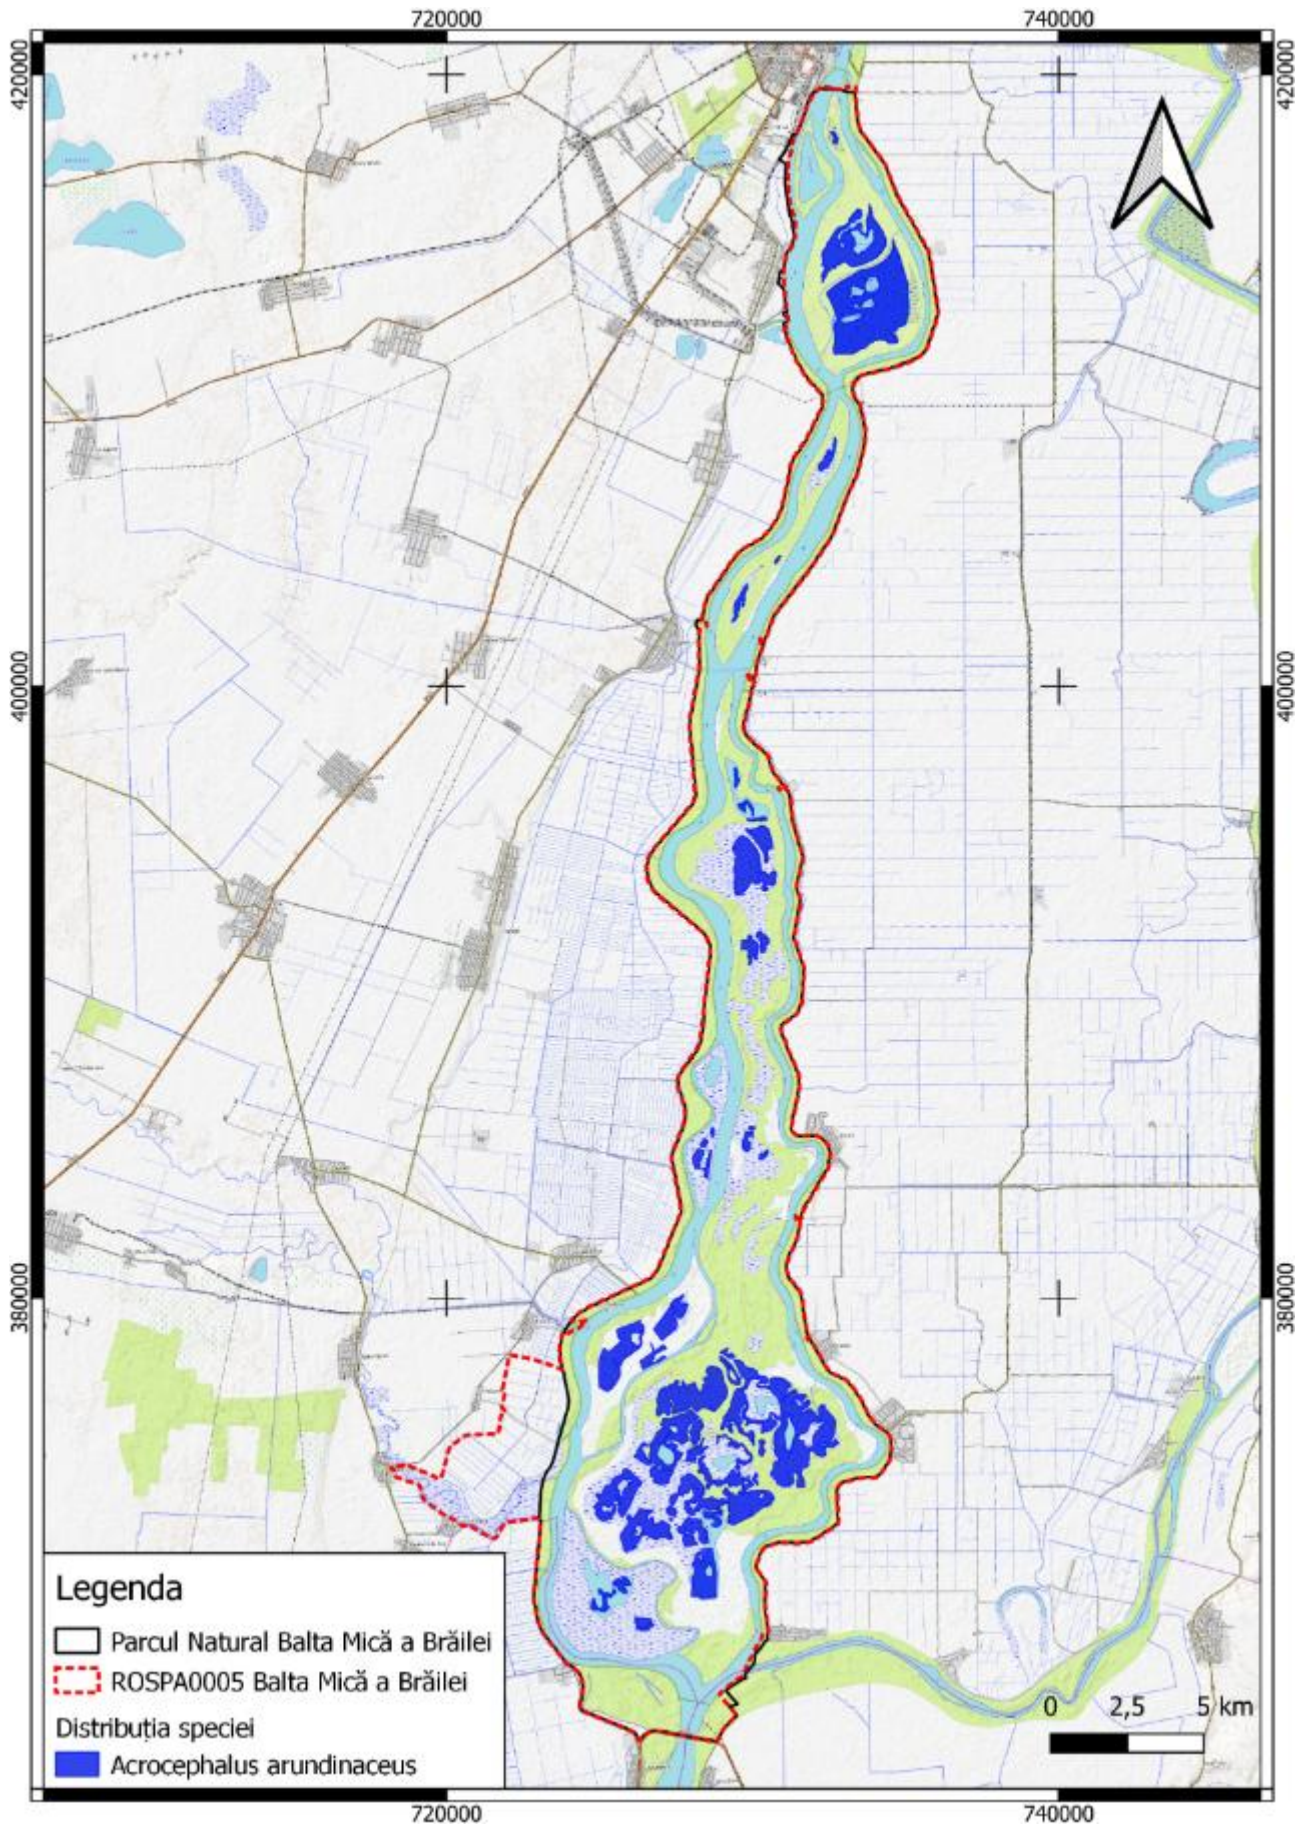 720000 740000
420000 420000
400000 400000
380000 380000
Legenda
Parcul Natural Balta Mică a Brăilei
ROSPA0005 Balta Mică a Brăilei
Distribuția speciei
Acrocephalus arundinaceus
0 2,5 5 km
720000 740000